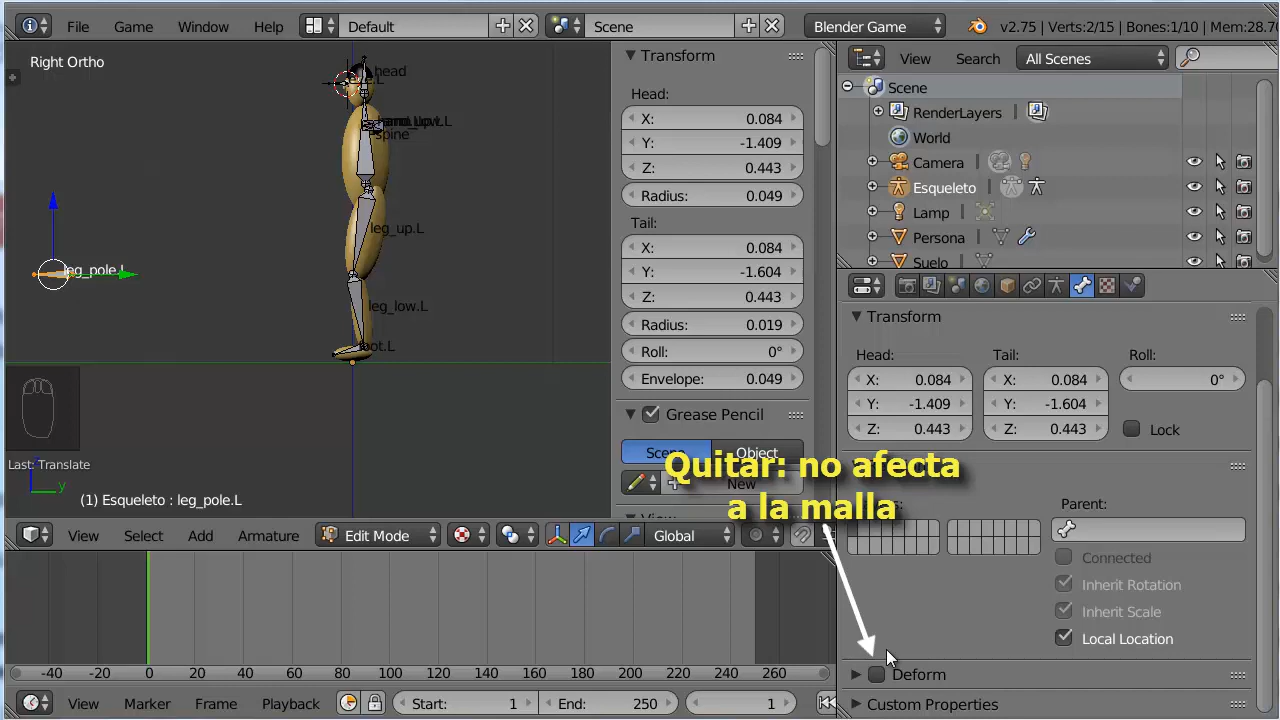 File Game Window Help Default Scene Blender Game v2.75 | Verts:2/15 | Bones:1/10 | Mem:28.70
Right Ortho
head
spine
leg_up.L
leg_pole.L
leg_low.L
foot.L
Last: Translate
y
(1) Esqueleto : leg_pole.L
Transform
Head:
X: 0.084
Y: -1.409
Z: 0.443
Radius: 0.049
Tail:
X: 0.084
Y: -1.604
Z: 0.443
Radius: 0.019
Roll: 0°
Envelope: 0.049
Grease Pencil
Scene Object
New
View Select Add Armature Edit Mode Global
-40 -20 0 20 40 60 80 100 120 140 160 180 200 220 240 260
View Marker Frame Playback Start: 1 End: 250 1
View Search All Scenes
Scene
RenderLayers
World
Camera
Esqueleto
Lamp
Persona
Suelo
Transform
Head: Tail: Roll:
X: 0.084 X: 0.084 0°
Y: -1.409 Y: -1.604
Z: 0.443 Z: 0.443 Lock
Quitar: no afecta
a la malla
Parent:
Connected
Inherit Rotation
Inherit Scale
Local Location
Deform
Custom Properties